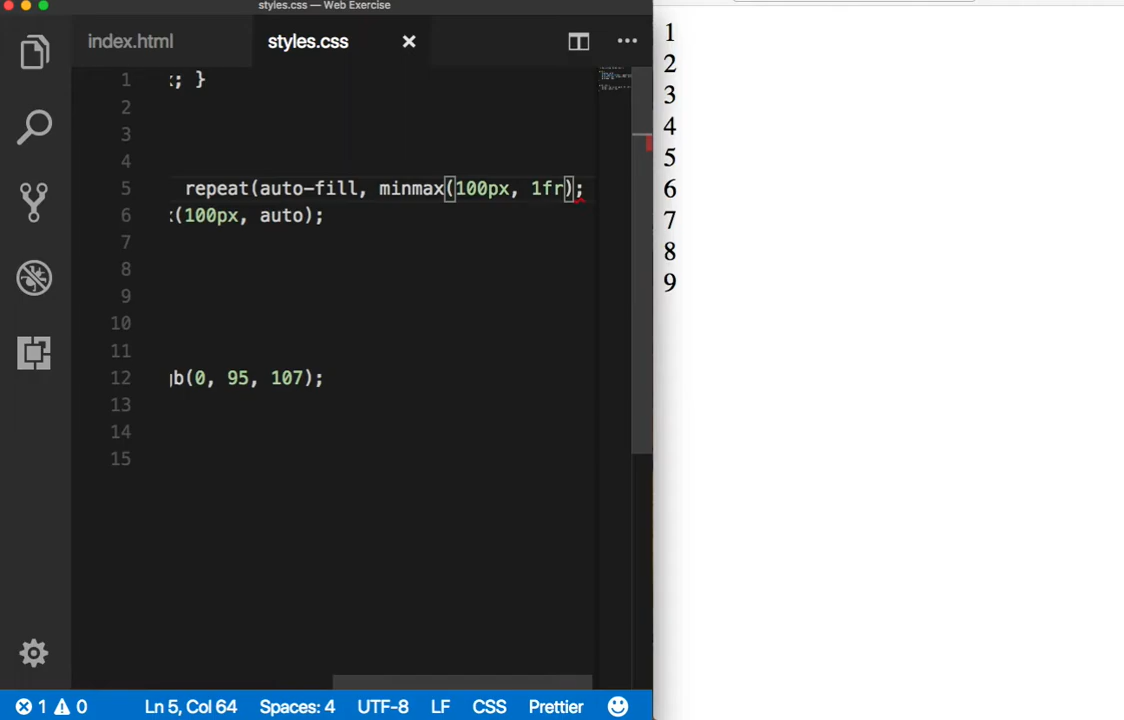 styles.css — Web Exercise
index.html
styles.css
1 ; }
2
3
4
5 repeat(auto-fill, minmax(100px, 1fr);
6 (100px, auto);
7
8
9
10
11
12 gb(0, 95, 107);
13
14
15
1 0 Ln 5, Col 64 Spaces: 4 UTF-8 LF CSS Prettier
1
2
3
4
5
6
7
8
9